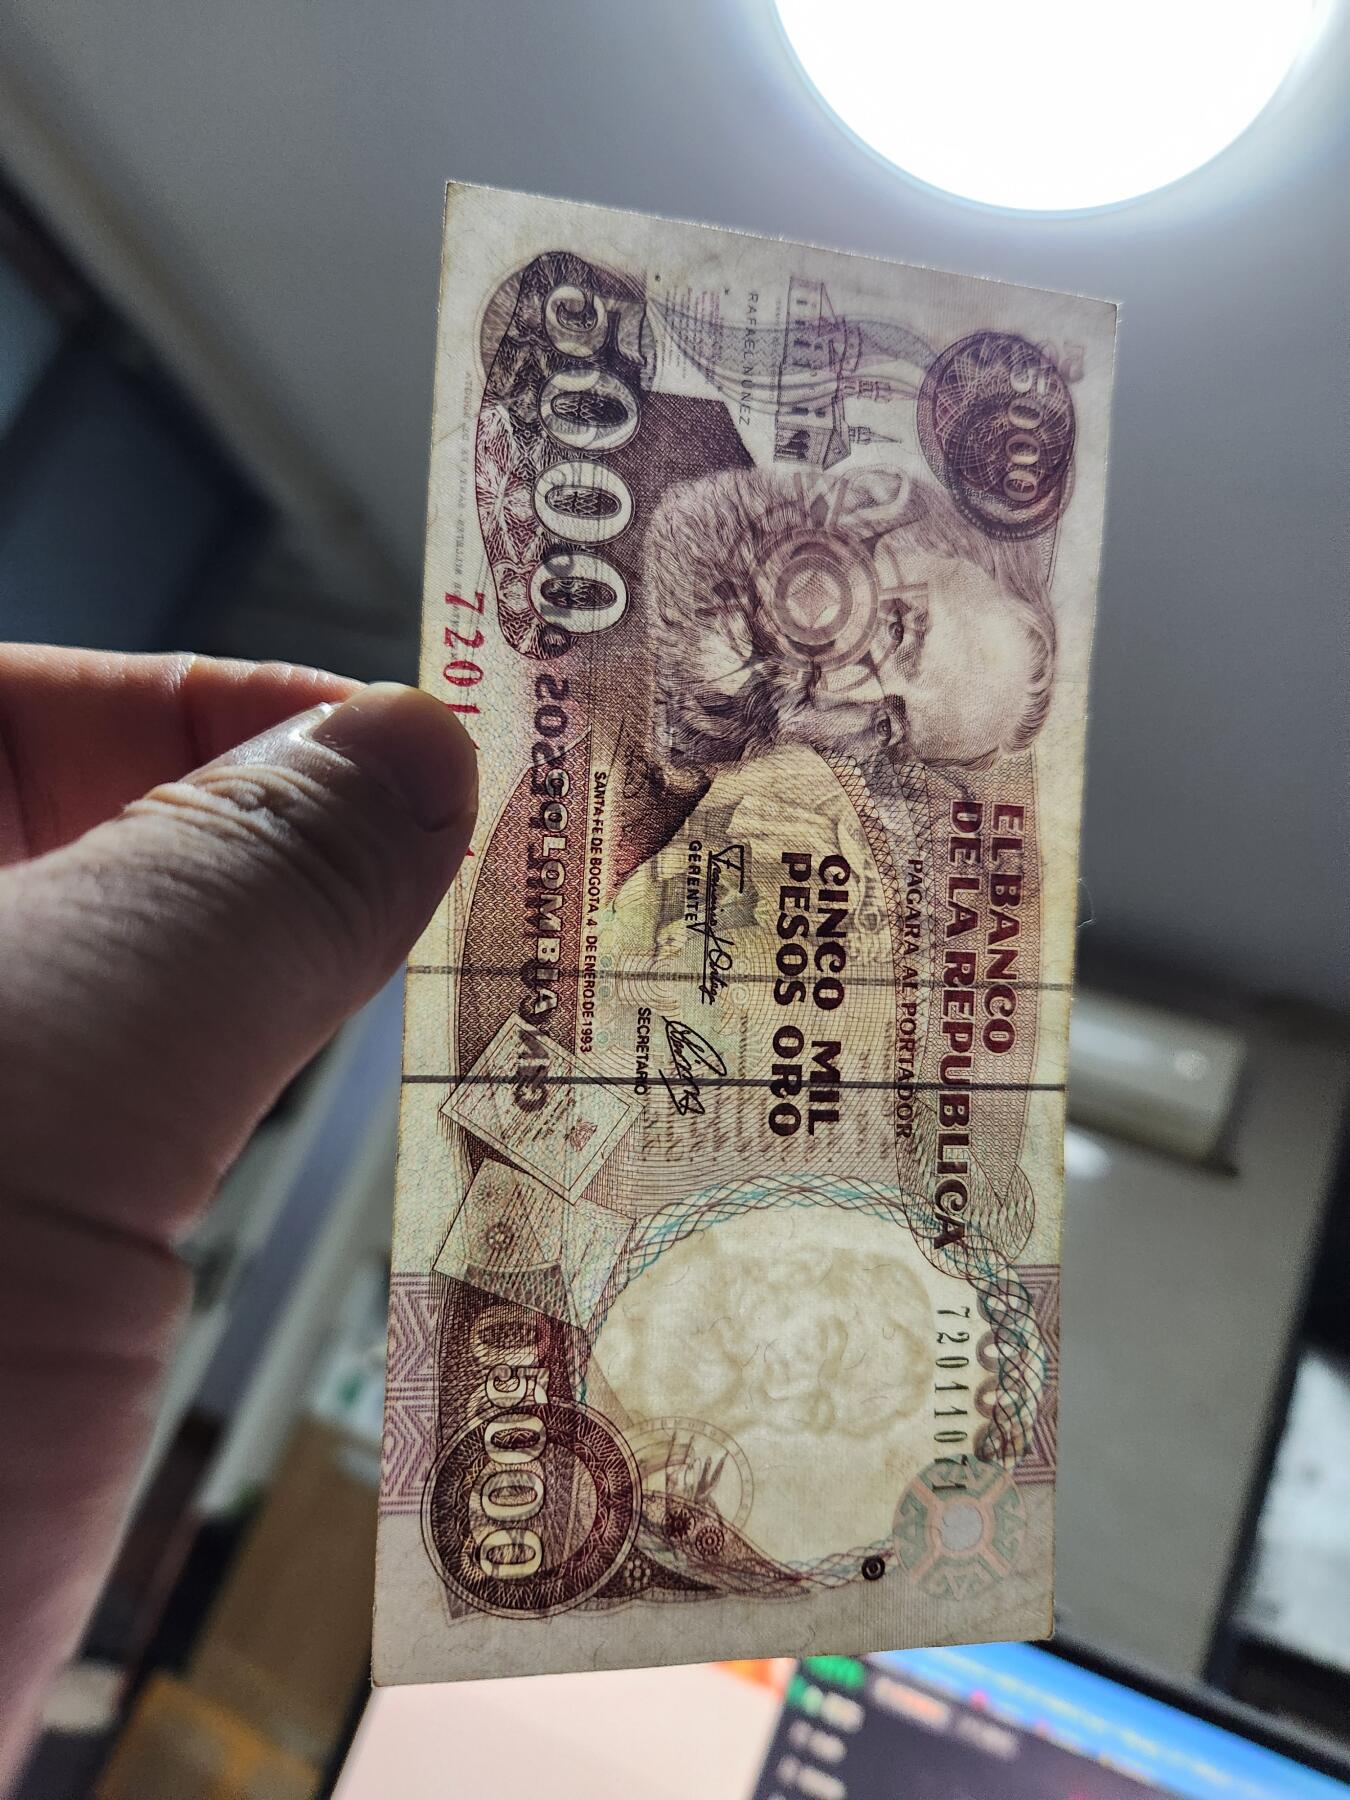 5000
RAFAEL NUÑEZ
5000
EL BANCO
DE LA REPUBLICA
PAGARA AL PORTADOR
CINCO MIL
PESOS ORO
GERENTE
SECRETARIO
SANTA FE DE BOGOTA 4 DE ENERO DE 1993
COLOMBIA
7201
72011071
5000